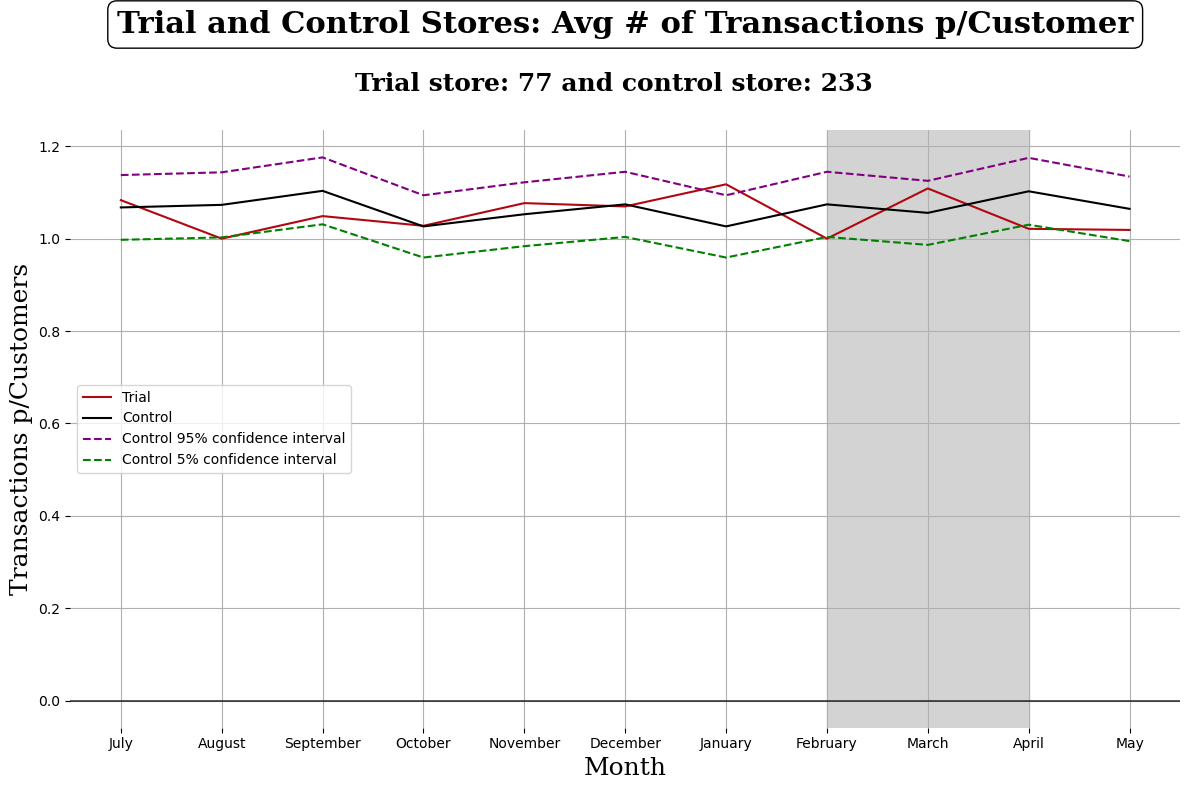 Trial and Control Stores: Avg # of Transactions p/Customer
Trial store: 77 and control store: 233
Transactions p/Customers
1.2
1.0
0.8
0.6
0.4
0.2
0.0
Trial
Control
Control 95% confidence interval
Control 5% confidence interval
July August September October November December January February March April May
Month